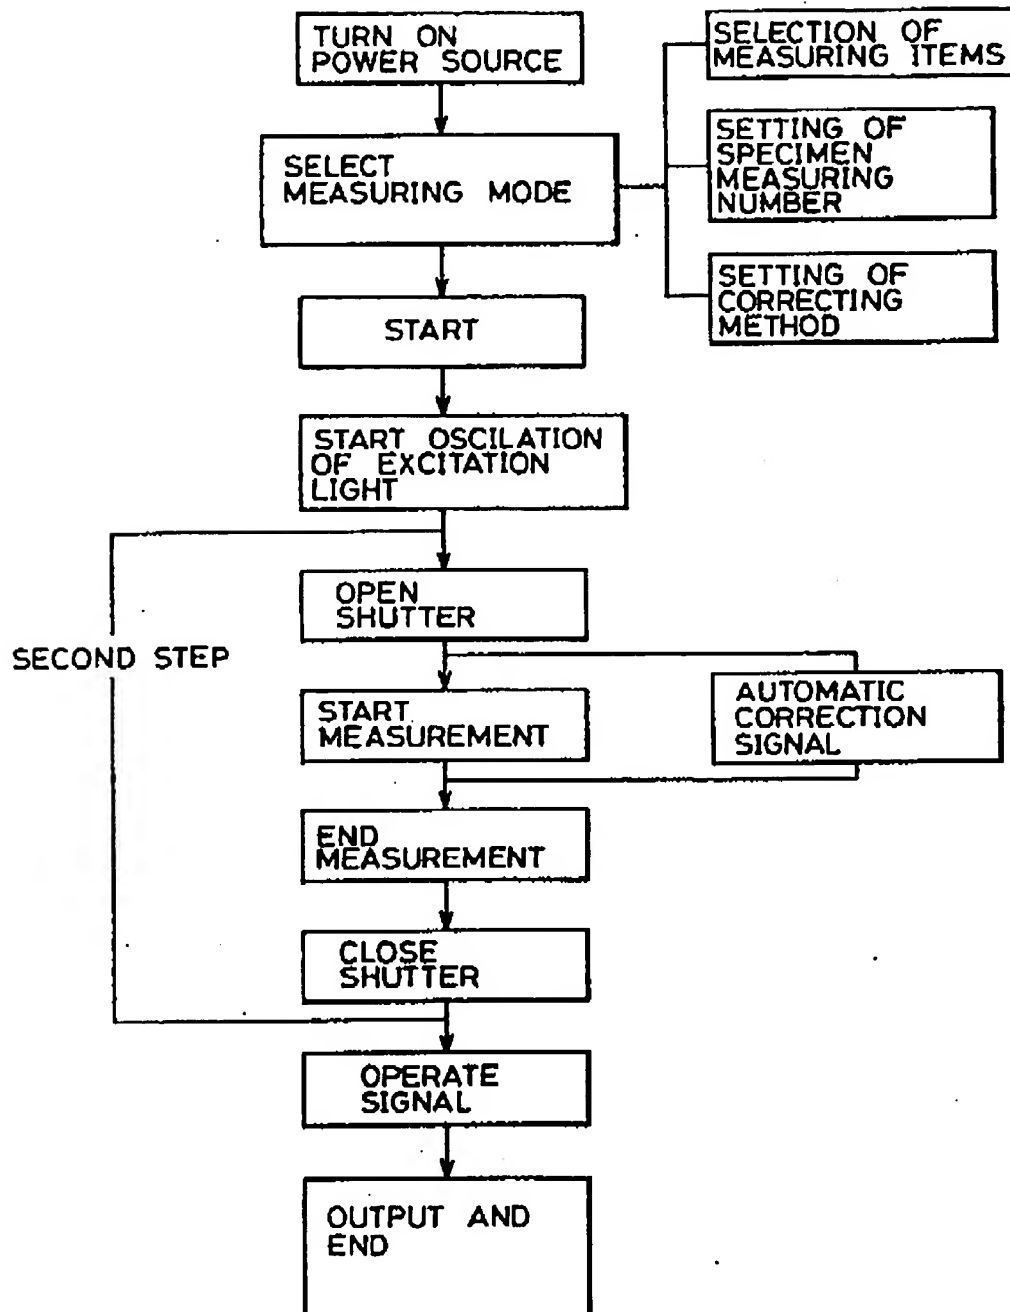 TURN ON
POWER SOURCE
SELECTION OF
MEASURING ITEMS
SELECT
MEASURING MODE
SETTING OF
SPECIMEN
MEASURING
NUMBER
SETTING OF
CORRECTING
METHOD
START
START OSCILATION
OF EXCITATION
LIGHT
OPEN
SHUTTER
SECOND STEP
START
MEASUREMENT
AUTOMATIC
CORRECTION
SIGNAL
END
MEASUREMENT
CLOSE
SHUTTER
OPERATE
SIGNAL
OUTPUT AND
END